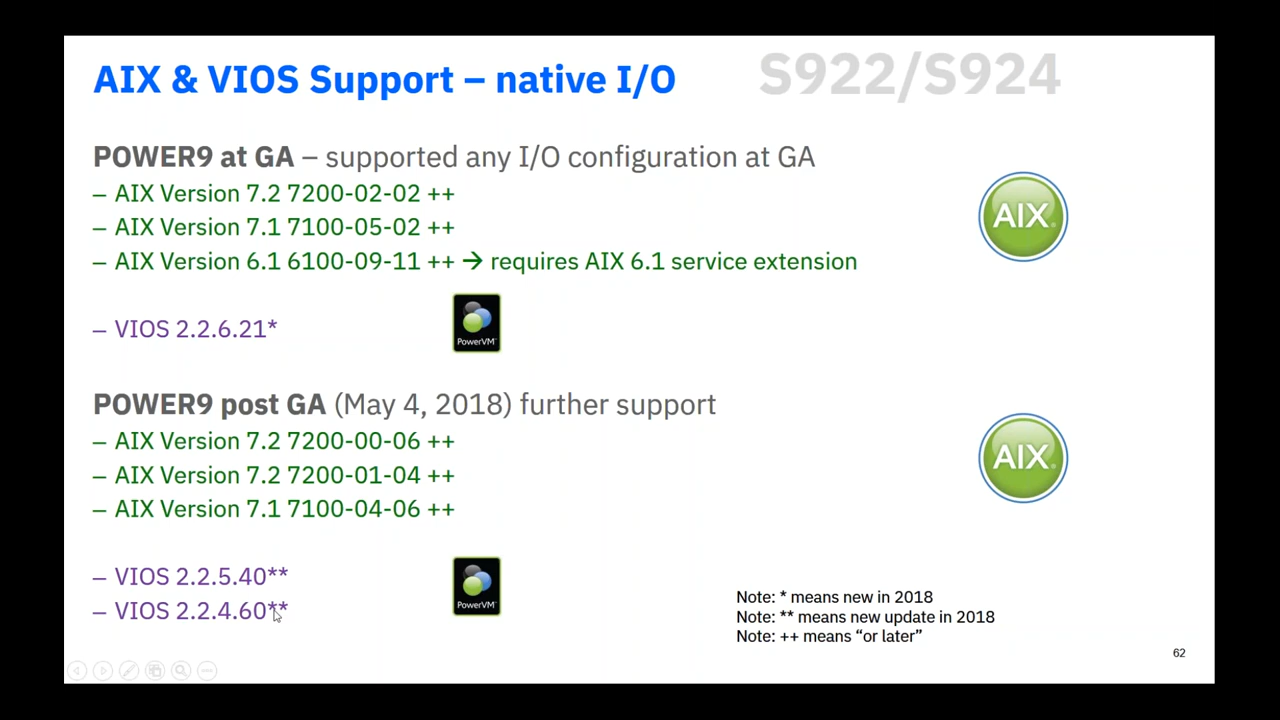 AIX & VIOS Support – native I/O
S922/S924
POWER9 at GA – supported any I/O configuration at GA
– AIX Version 7.2 7200-02-02 ++
– AIX Version 7.1 7100-05-02 ++
– AIX Version 6.1 6100-09-11 ++ → requires AIX 6.1 service extension
AIX
– VIOS 2.2.6.21*
PowerVM™
POWER9 post GA (May 4, 2018) further support
– AIX Version 7.2 7200-00-06 ++
– AIX Version 7.2 7200-01-04 ++
– AIX Version 7.1 7100-04-06 ++
AIX
– VIOS 2.2.5.40**
– VIOS 2.2.4.60**
PowerVM™
Note: * means new in 2018
Note: ** means new update in 2018
Note: ++ means “or later”
62